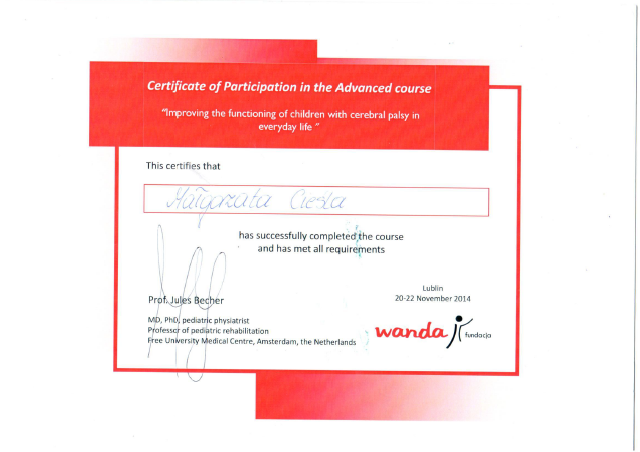 Certificate of Participation in the Advanced course
"Improving the functioning of children with cerebral palsy in
everyday life "
This certifies that
Małgorzata Cieśla
has successfully completed the course
and has met all requirements
Lublin
20-22 November 2014
Prof. Jules Becher
MD, PhD, pediatric physiatrist
Professor of pediatric rehabilitation
Free University Medical Centre, Amsterdam, the Netherlands
wanda fundacja